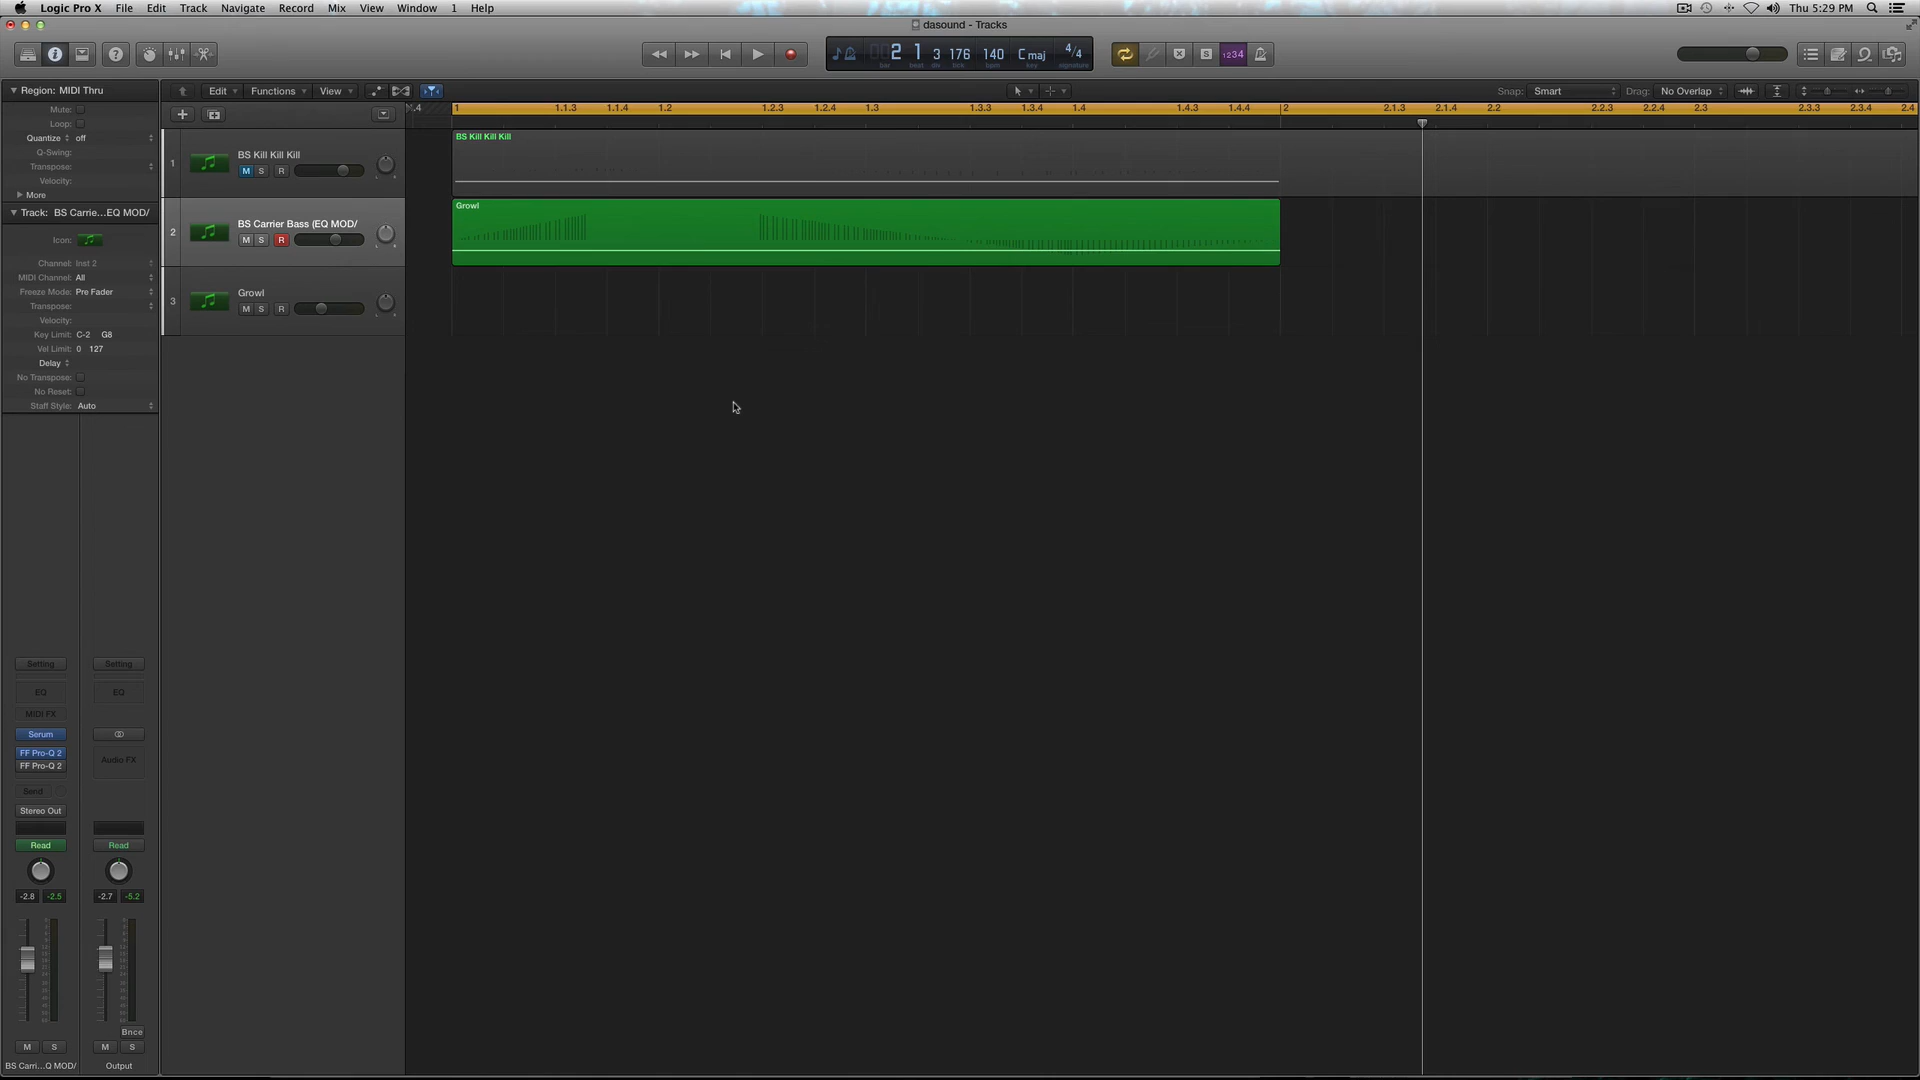 Logic Pro X File Edit Track Navigate Record Mix View Window 1 Help Thu 5:29 PM
dasound - Tracks
2 1 3 176 140 C maj 4/4
bar beat div tick bpm key signature
1234
Region: MIDI Thru
Edit Functions View Snap: Smart Drag: No Overlap
1 1.1.3 1.1.4 1.2 1.2.3 1.2.4 1.3 1.3.3 1.3.4 1.4 1.4.3 1.4.4 2 2.1.3 2.1.4 2.2 2.2.3 2.2.4 2.3 2.3.3 2.3.4 2.4
Mute:
Loop:
Quantize off
Q-Swing:
Transpose:
Velocity:
More
Track: BS Carrie...EQ MOD/
Icon:
Channel: Inst 2
MIDI Channel: All
Freeze Mode: Pre Fader
Transpose:
Velocity:
Key Limit: C-2 G8
Vel Limit: 0 127
Delay
No Transpose:
No Reset:
Staff Style: Auto
1 BS Kill Kill Kill
M S R
BS Kill Kill Kill
2 BS Carrier Bass (EQ MOD/
M S R
Growl
3 Growl
M S R
Setting Setting
EQ EQ
MIDI FX
Serum
FF Pro-Q 2
FF Pro-Q 2
Audio FX
Send
Stereo Out
Read Read
-2.8 -2.5 -2.7 -5.2
Bnce
M S M S
BS Carri...Q MOD/ Output